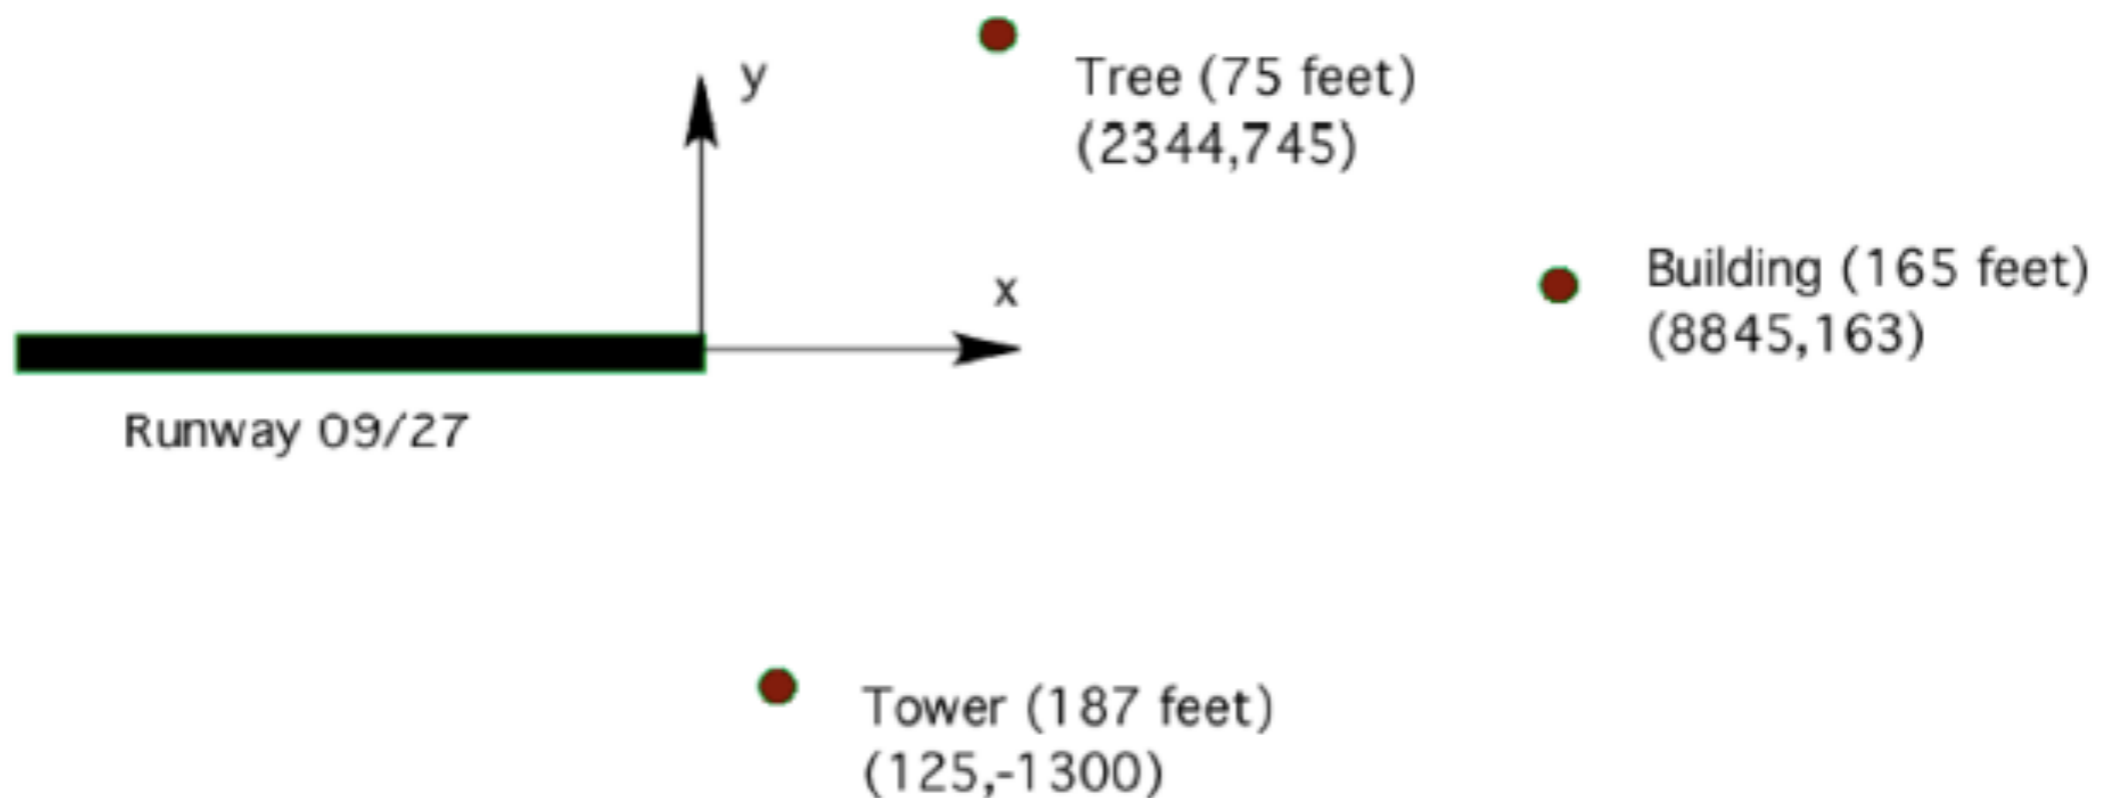 y
Tree (75 feet)
(2344,745)
x
Building (165 feet)
(8845,163)
Runway 09/27
Tower (187 feet)
(125,-1300)